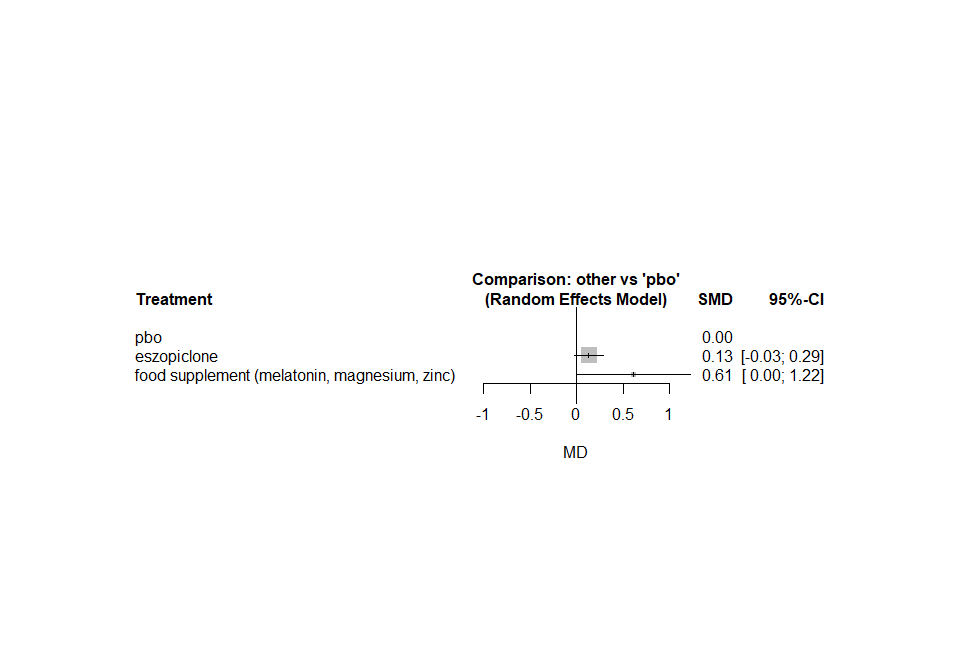 Comparison: other vs 'pbo'
Treatment (Random Effects Model) SMD 95%-CI
pbo 0.00
eszopiclone 0.13 [-0.03; 0.29]
food supplement (melatonin, magnesium, zinc) 0.61 [ 0.00; 1.22]
-1 -0.5 0 0.5 1
MD